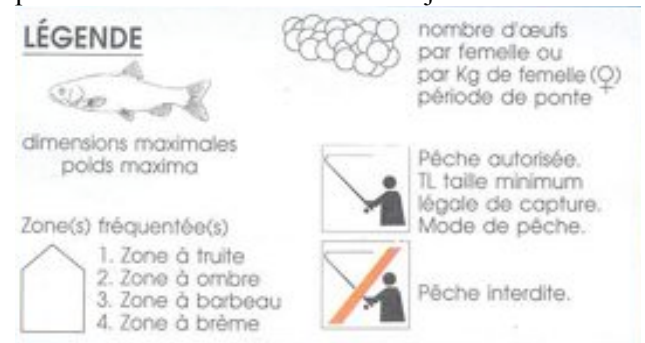 LÉGENDE
dimensions maximales
poids maxima
Zone(s) fréquentée(s)
1. Zone à truite
2. Zone à ombre
3. Zone à barbeau
4. Zone à brème
nombre d'œufs
par femelle ou
par Kg de femelle (♀)
période de ponte
Pêche autorisée.
TL taille minimum
légale de capture.
Mode de pêche.
Pêche interdite.